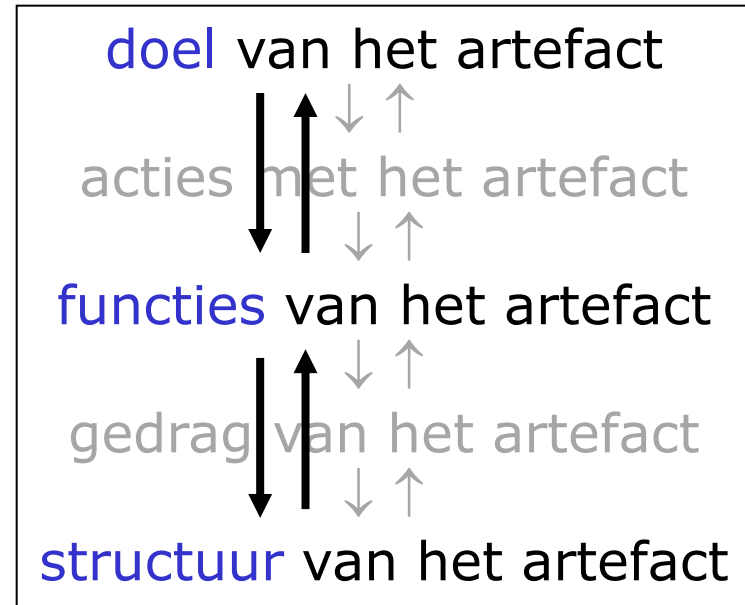 doel van het artefact
↓ ↑
acties met het artefact
↓ ↑
functies van het artefact
↓ ↑
gedrag van het artefact
↓ ↑
structuur van het artefact